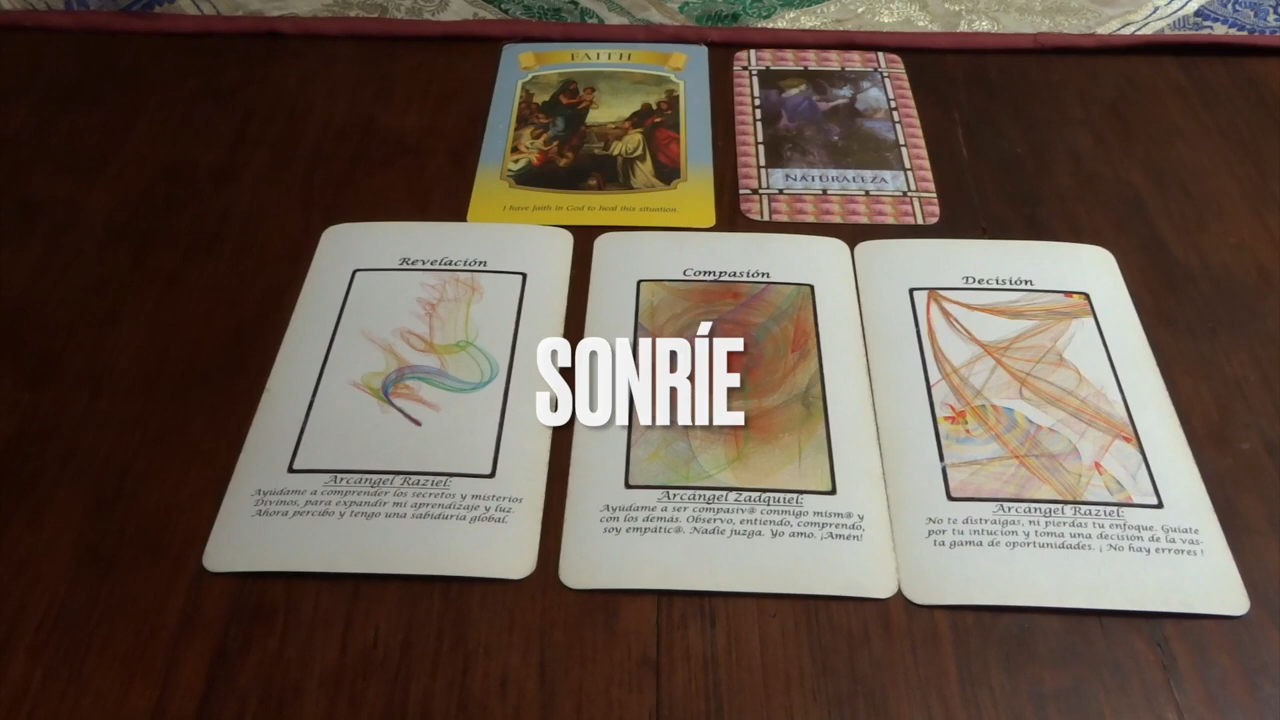 FAITH
I have faith in God to heal this situation.
NATURALEZA
Revelación
Arcángel Raziel:
Ayúdame a comprender los secretos y misterios
Divinos, para expandir mi aprendizaje y luz.
Ahora percibo y tengo una sabiduría global.
Compasión
Arcángel Zadquiel:
Ayúdame a ser compasiv@ conmigo mism@ y
con los demás. Observo, entiendo, comprendo,
soy empátic@. Nadie juzga. Yo amo. ¡Amén!
Decisión
Arcángel Raziel:
No te distraigas, ni pierdas tu enfoque. Guíate
por tu intución y toma una decisión de la vas-
ta gama de oportunidades. ¡ No hay errores !
SONRÍE